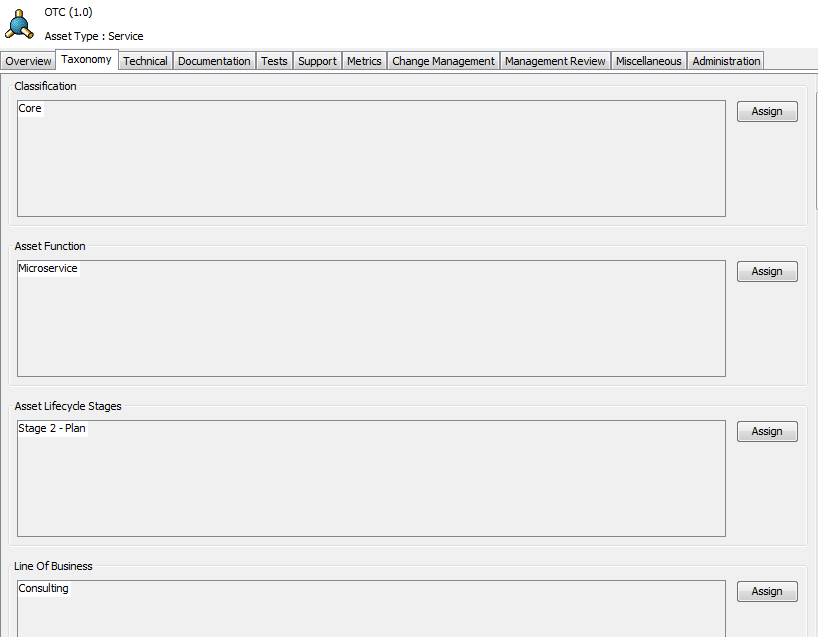 OTC (1.0)
Asset Type : Service
Overview Taxonomy Technical Documentation Tests Support Metrics Change Management Management Review Miscellaneous Administration
Classification
Core
Assign
Asset Function
Microservice
Assign
Asset Lifecycle Stages
Stage 2 - Plan
Assign
Line Of Business
Consulting
Assign